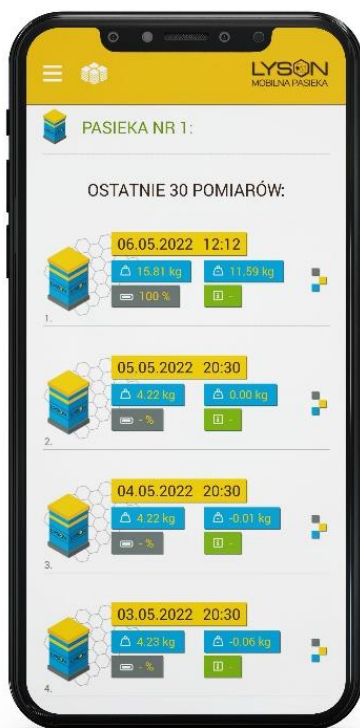 LYSON
MOBILNA PASIEKA
PASIEKA NR 1:
OSTATNIE 30 POMIARÓW:
06.05.2022 12:12
15.81 kg 11.59 kg
100 % -
1.
05.05.2022 20:30
4.22 kg 0.00 kg
- % -
2.
04.05.2022 20:30
4.22 kg -0.01 kg
- % -
3.
03.05.2022 20:30
4.23 kg -0.06 kg
- % -
4.